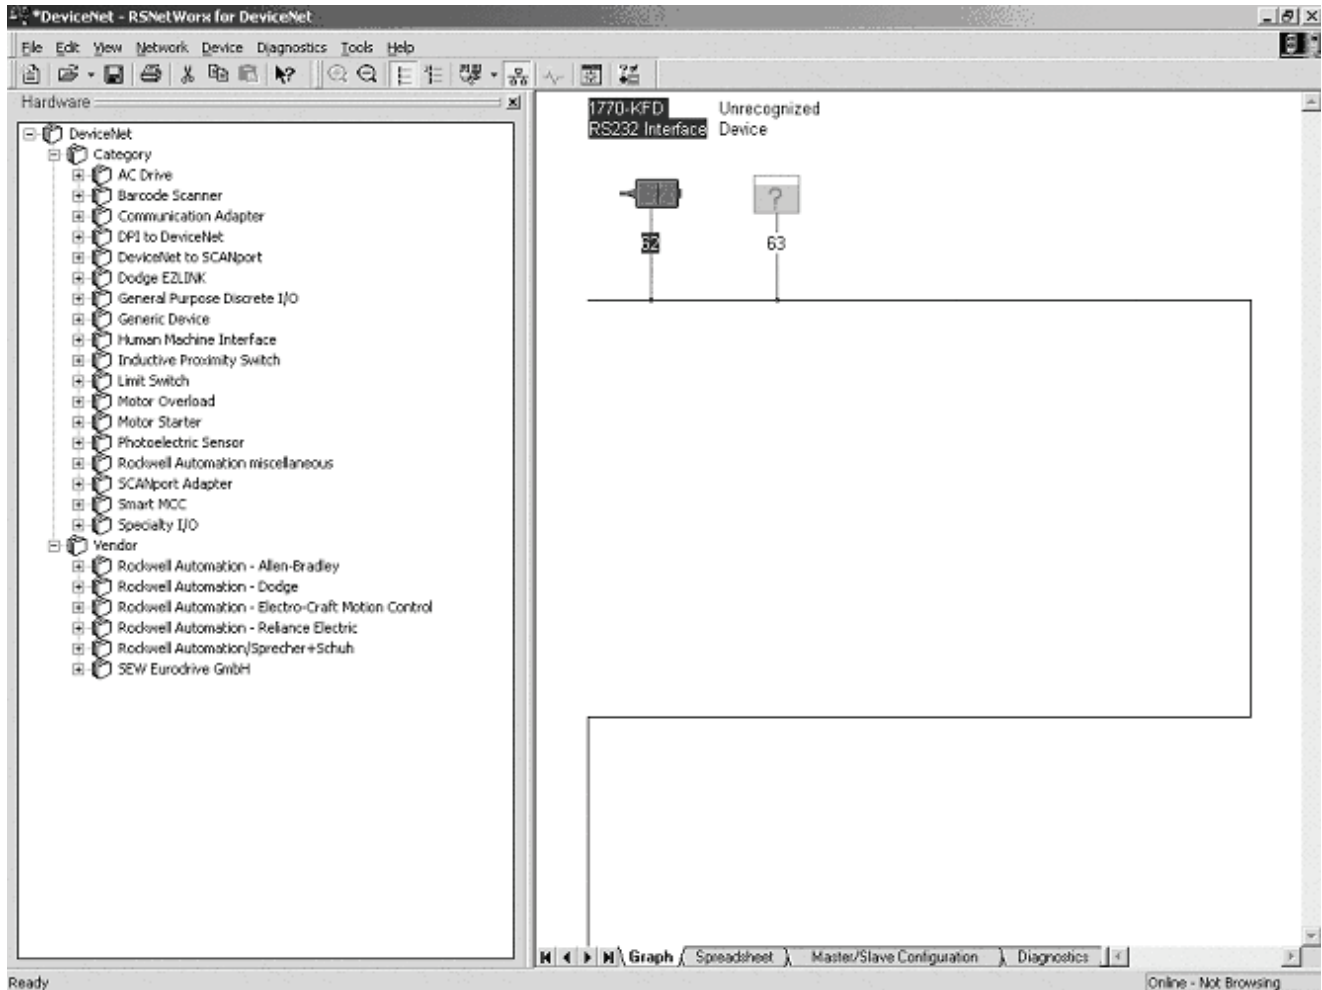 *DeviceNet - RSNetWorx for DeviceNet
File Edit View Network Device Diagnostics Tools Help
Hardware
DeviceNet
Category
AC Drive
Barcode Scanner
Communication Adapter
DPI to DeviceNet
DeviceNet to SCANport
Dodge EZLINK
General Purpose Discrete I/O
Generic Device
Human Machine Interface
Inductive Proximity Switch
Limit Switch
Motor Overload
Motor Starter
Photoelectric Sensor
Rockwell Automation miscellaneous
SCANport Adapter
Smart MCC
Specialty I/O
Vendor
Rockwell Automation - Allen-Bradley
Rockwell Automation - Dodge
Rockwell Automation - Electro-Craft Motion Control
Rockwell Automation - Reliance Electric
Rockwell Automation/Sprecher+Schuh
SEW Eurodrive GmbH
1770-KFD
RS232 Interface
Unrecognized
Device
?
62
63
Graph Spreadsheet Master/Slave Configuration Diagnostics
Ready
Online - Not Browsing